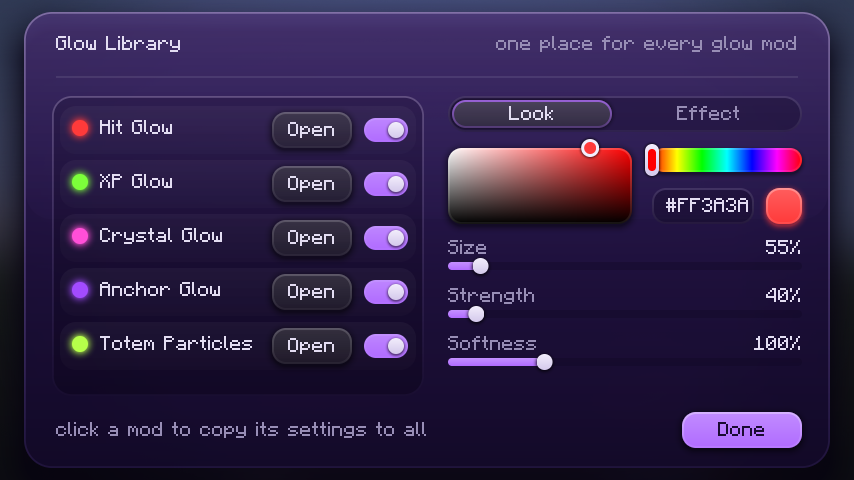 Glow Library
one place for every glow mod
Hit Glow
Open
XP Glow
Open
Crystal Glow
Open
Anchor Glow
Open
Totem Particles
Open
Look
Effect
#FF3A3A
Size
55%
Strength
40%
Softness
100%
click a mod to copy its settings to all
Done